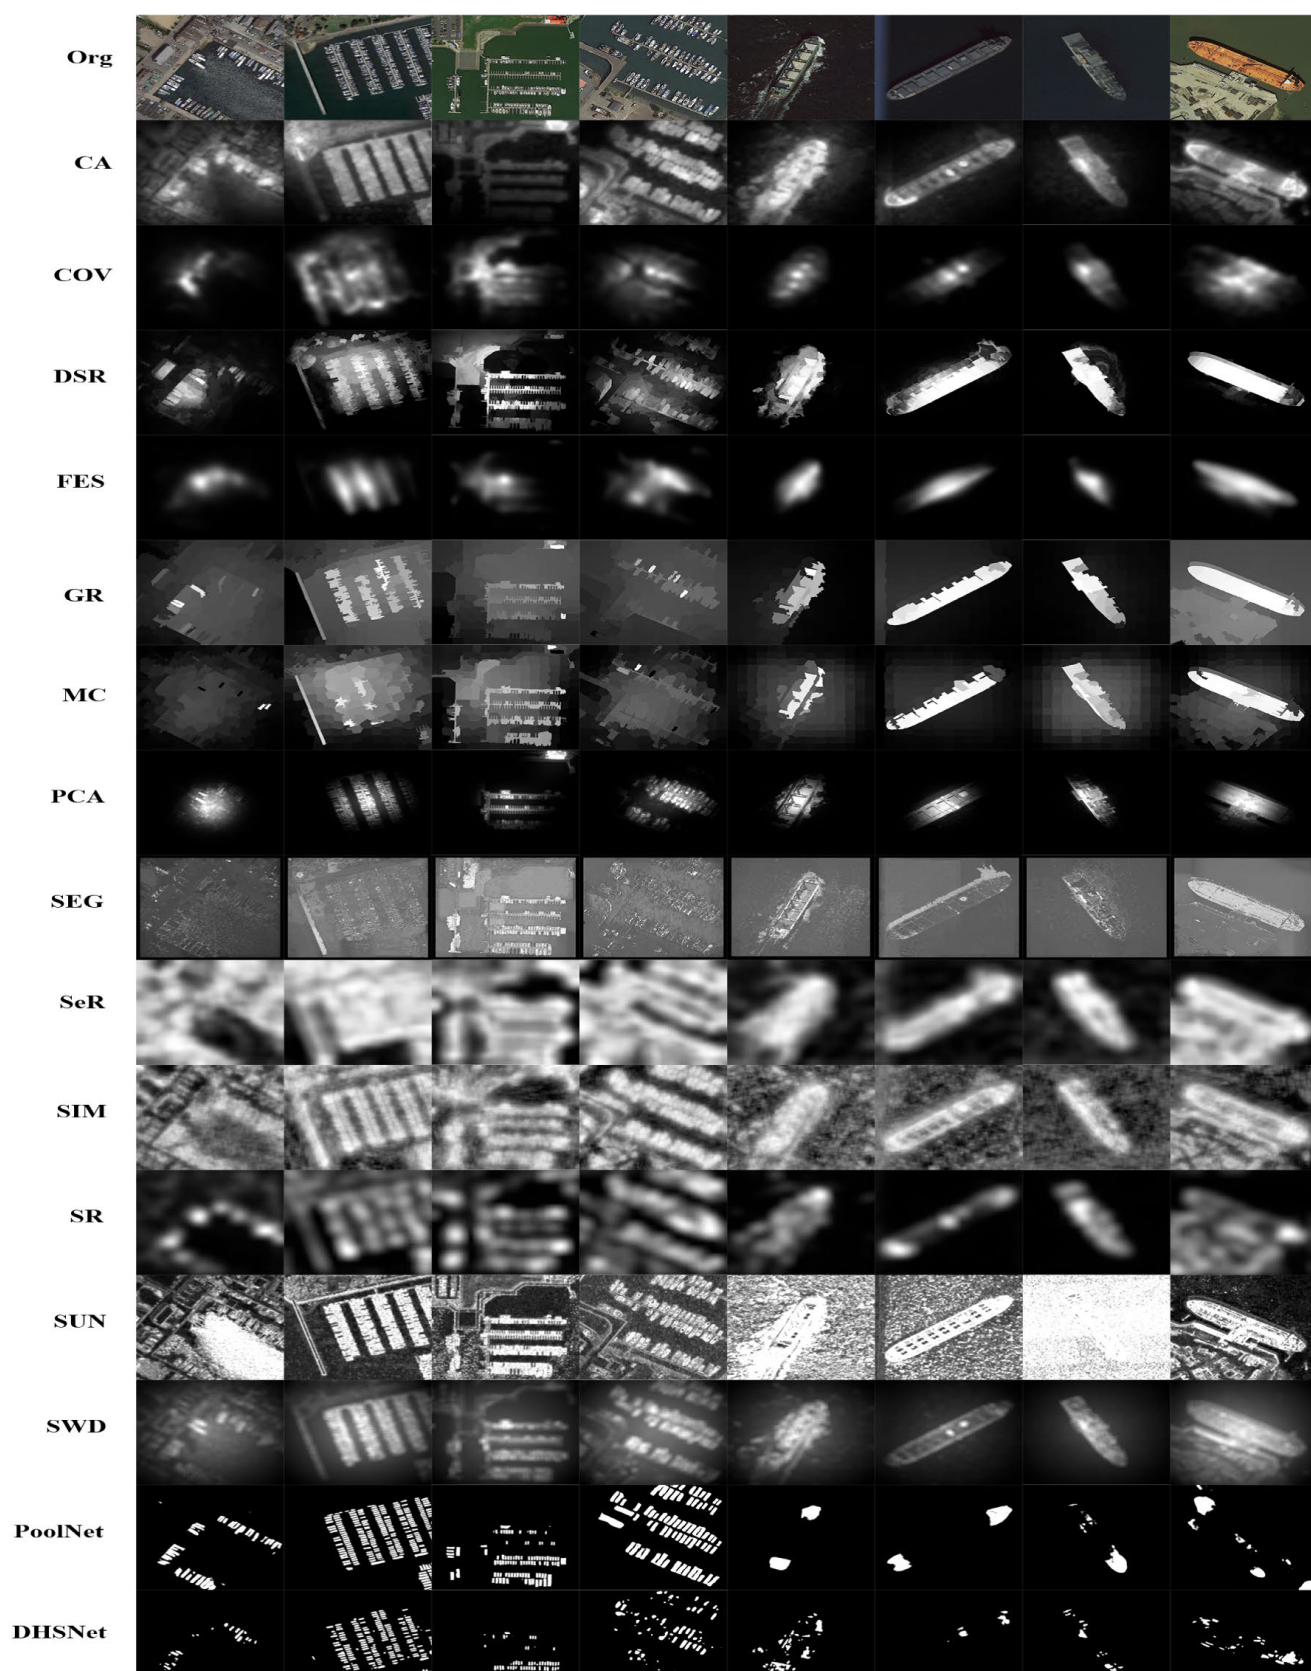 Org
CA
COV
DSR
FES
GR
MC
PCA
SEG
SeR
SIM
SR
SUN
SWD
PoolNet
DHSNet